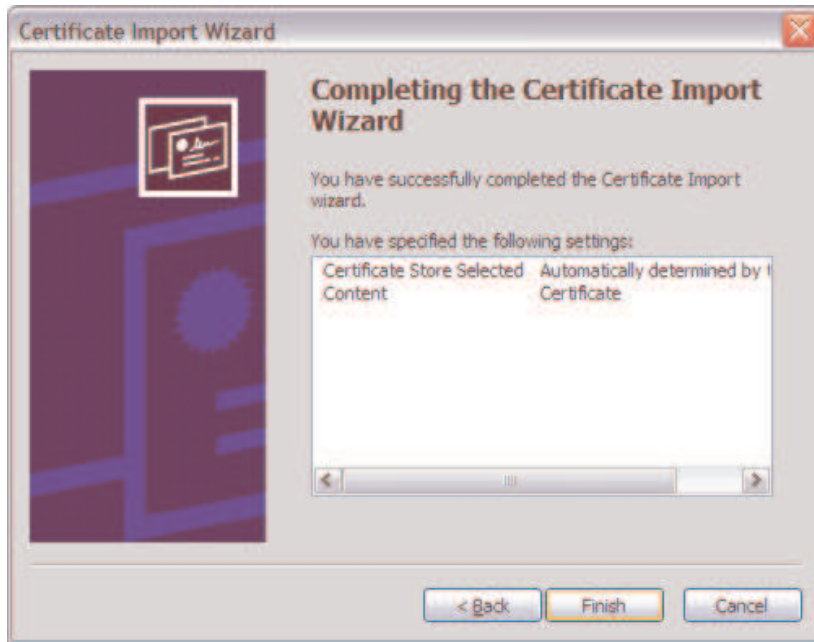 Certificate Import Wizard
Completing the Certificate Import
Wizard
You have successfully completed the Certificate Import
wizard.
You have specified the following settings:
Certificate Store Selected Automatically determined by t
Content Certificate
< Back Finish Cancel